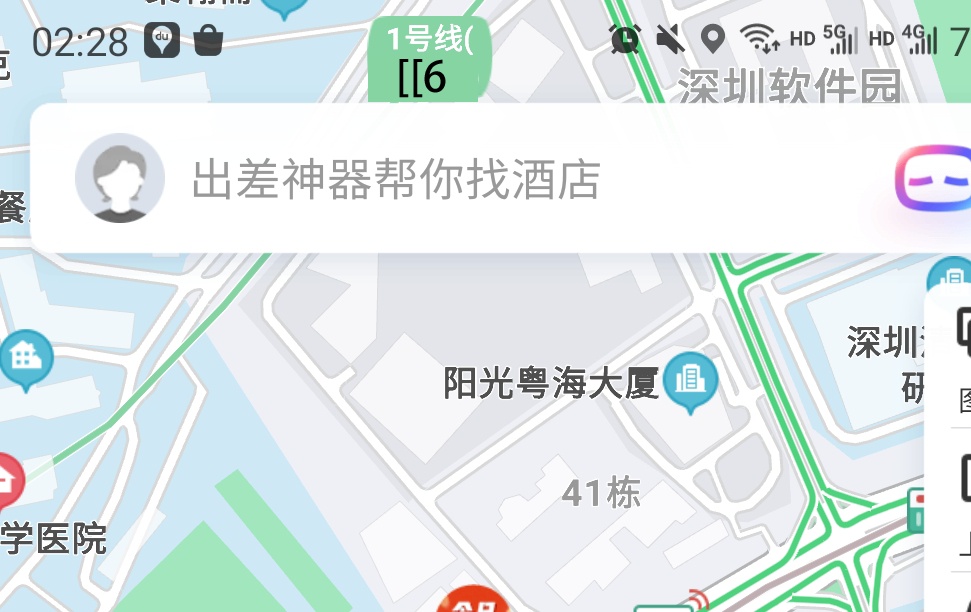 02:28
du
1号线(
[[6
HD 5G HD 4G 7
深圳软件园
出差神器帮你找酒店
餐
深圳
研
阳光粤海大厦
41栋
学医院